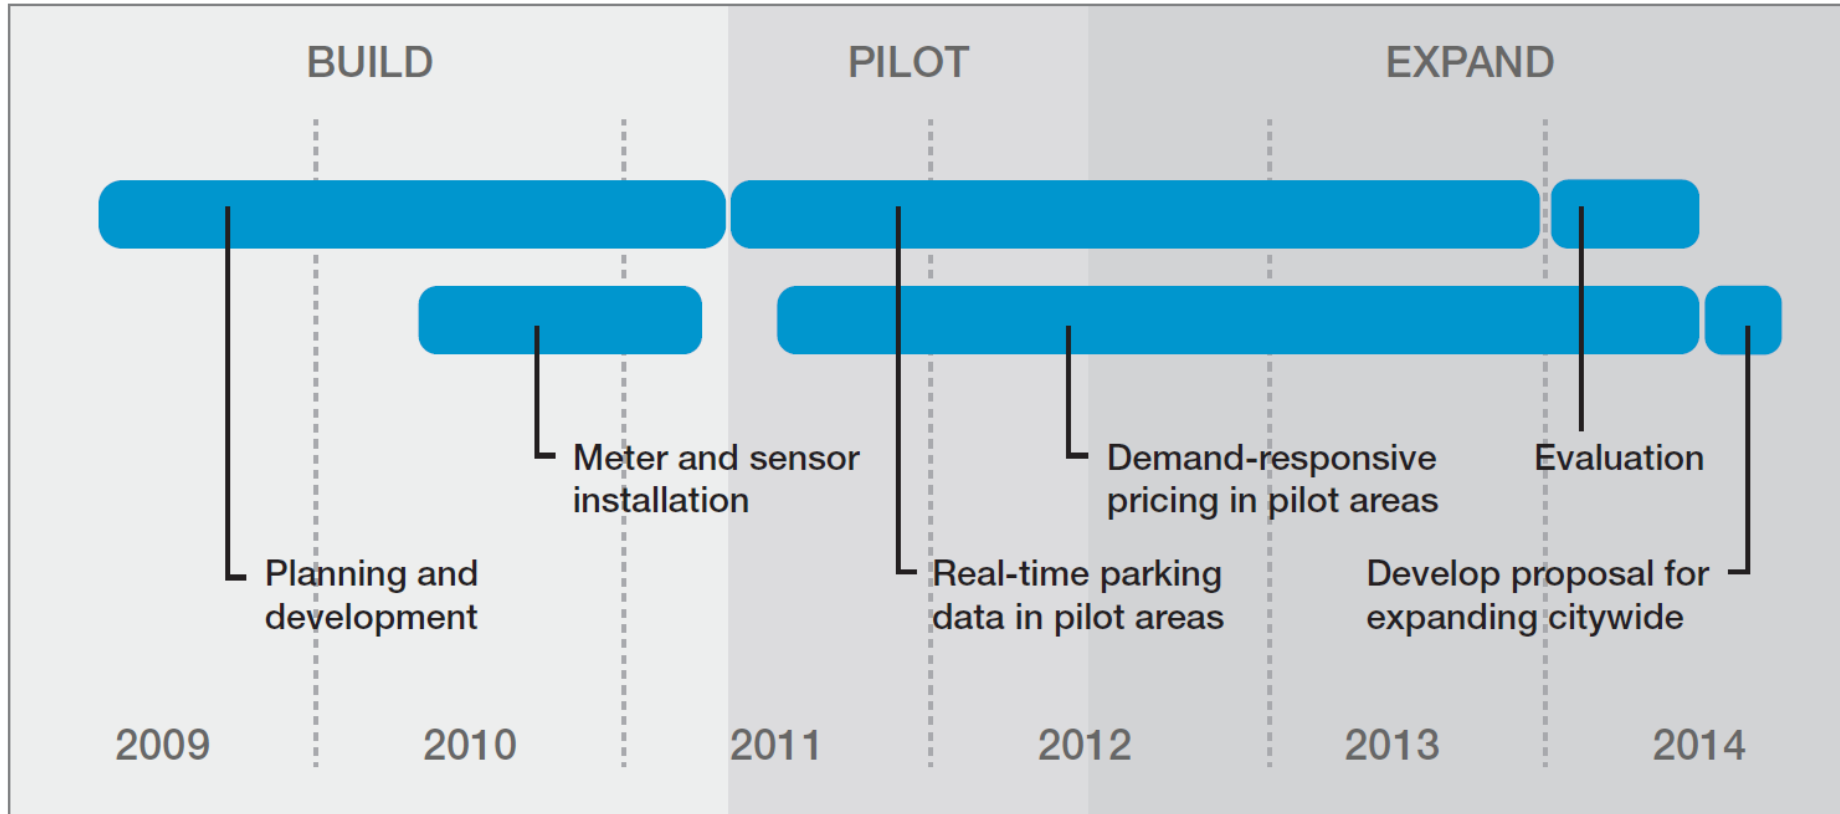 BUILD
PILOT
EXPAND
Meter and sensor
installation
Demand-responsive
pricing in pilot areas
Evaluation
Planning and
development
Real-time parking
data in pilot areas
Develop proposal for
expanding citywide
2009
2010
2011
2012
2013
2014